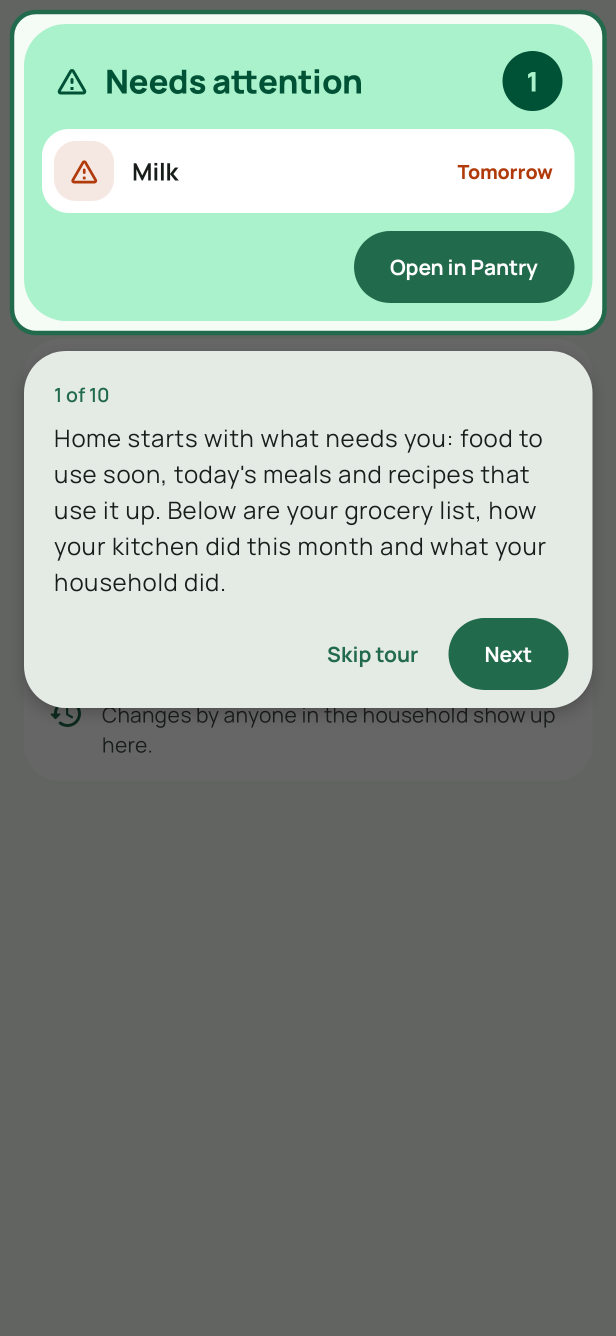 Needs attention
1
Milk
Tomorrow
Open in Pantry
1 of 10
Home starts with what needs you: food to
use soon, today's meals and recipes that
use it up. Below are your grocery list, how
your kitchen did this month and what your
household did.
Skip tour
Next
Changes by anyone in the household show up
here.